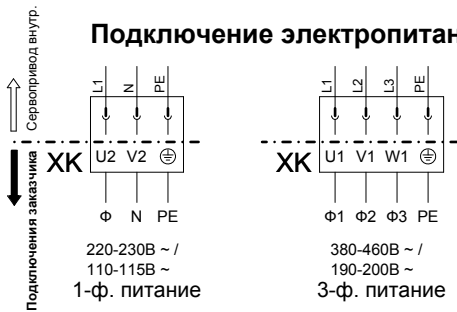 Подключение электропитан
Сервопривод внутр.
Подключения заказчика
L1 N PE
XK U2 V2
Ф N PE
220-230В ~ /
110-115В ~
1-ф. питание
L1 L2 L3 PE
XK U1 V1 W1
Ф1 Ф2 Ф3 PE
380-460В ~ /
190-200В ~
3-ф. питание